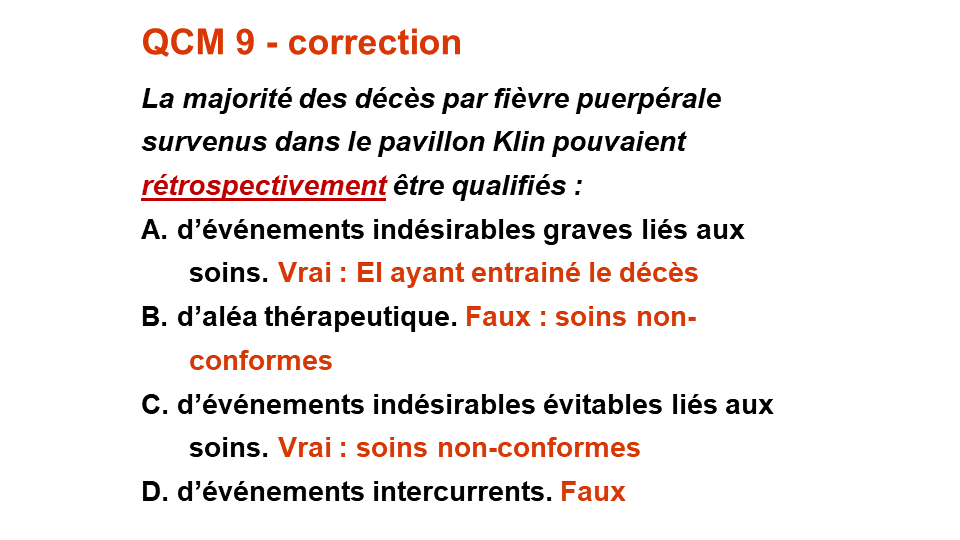 QCM 9 - correction
La majorité des décès par fièvre puerpérale
survenus dans le pavillon Klin pouvaient
rétrospectivement être qualifiés :
A. d’événements indésirables graves liés aux
soins. Vrai : EI ayant entrainé le décès
B. d’aléa thérapeutique. Faux : soins non-
conformes
C. d’événements indésirables évitables liés aux
soins. Vrai : soins non-conformes
D. d’événements intercurrents. Faux